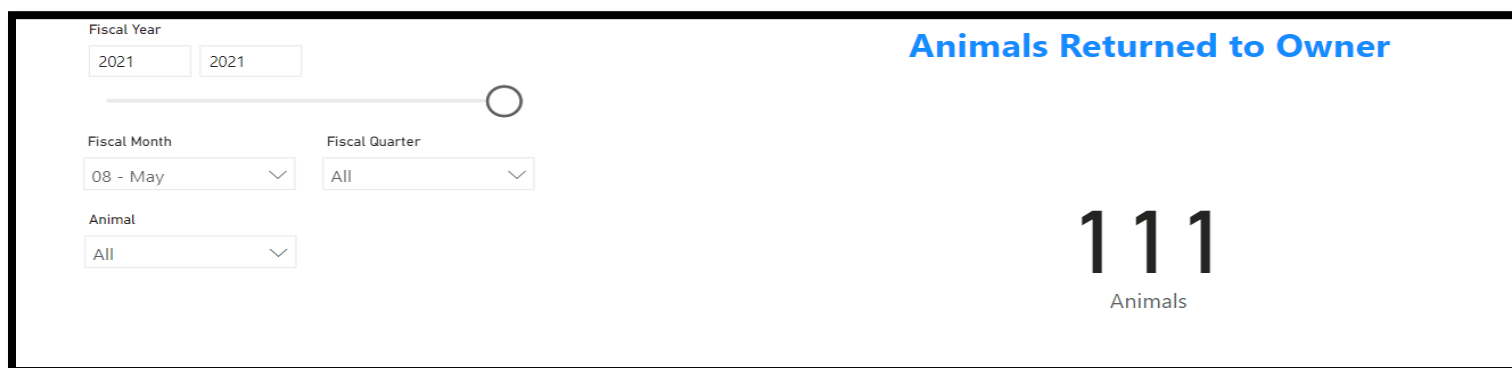 Fiscal Year
2021 2021
Fiscal Month Fiscal Quarter
08 - May All
Animal
All
Animals Returned to Owner
111
Animals